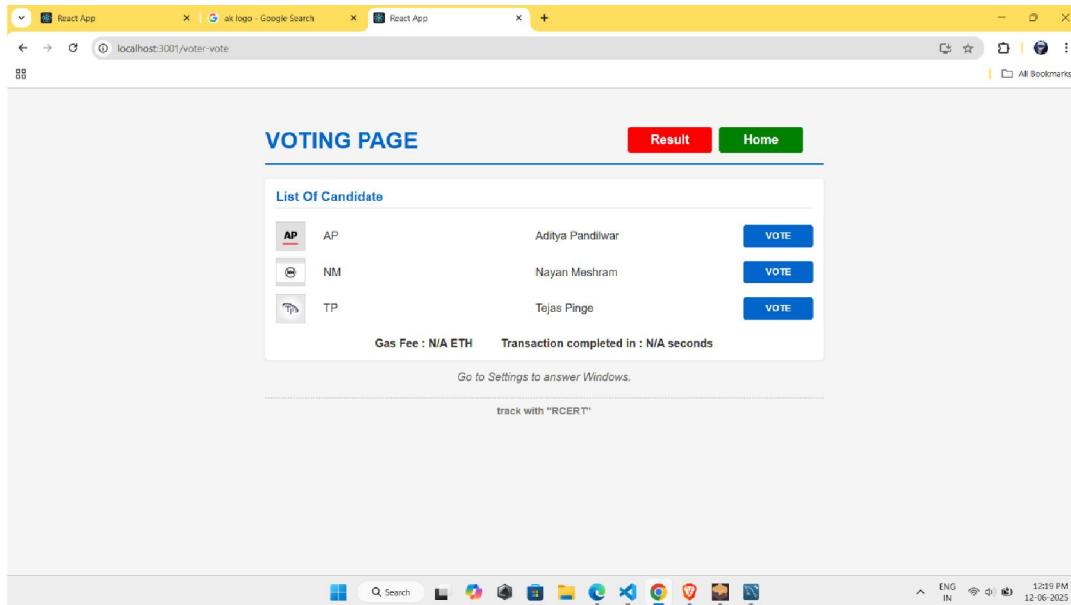 React App
ak logo - Google Search
React App
localhost:3001/voter-vote
All Bookmarks
VOTING PAGE
Result
Home
List Of Candidate
AP AP Aditya Pandilwar VOTE
NM Nayan Meshram VOTE
TP TP Tejas Pinge VOTE
Gas Fee : N/A ETH Transaction completed in : N/A seconds
Go to Settings to answer Windows.
track with "RCERT"
Search
ENG
IN
12:19 PM
12-06-2025